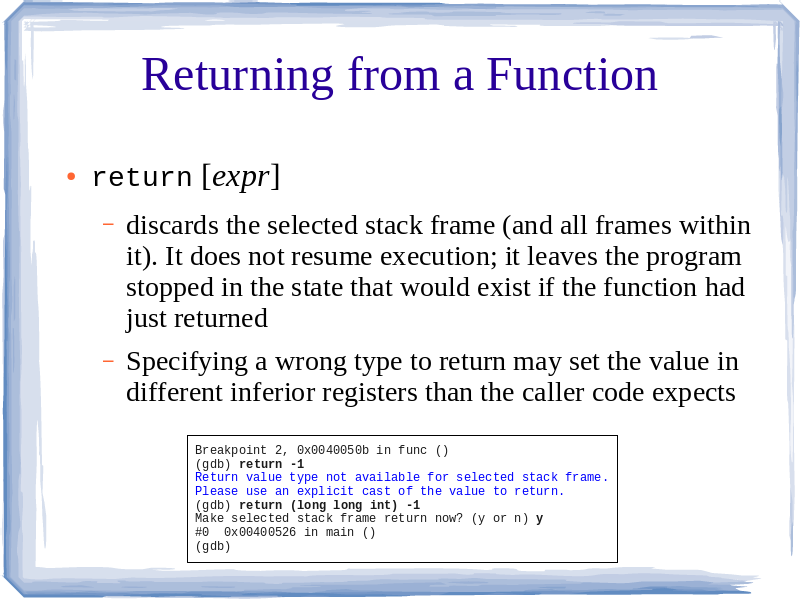 Returning from a Function
• return [expr]
– discards the selected stack frame (and all frames within
it). It does not resume execution; it leaves the program
stopped in the state that would exist if the function had
just returned
– Specifying a wrong type to return may set the value in
different inferior registers than the caller code expects
Breakpoint 2, 0x0040050b in func ()
(gdb) return -1
Return value type not available for selected stack frame.
Please use an explicit cast of the value to return.
(gdb) return (long long int) -1
Make selected stack frame return now? (y or n) y
#0  0x00400526 in main ()
(gdb)